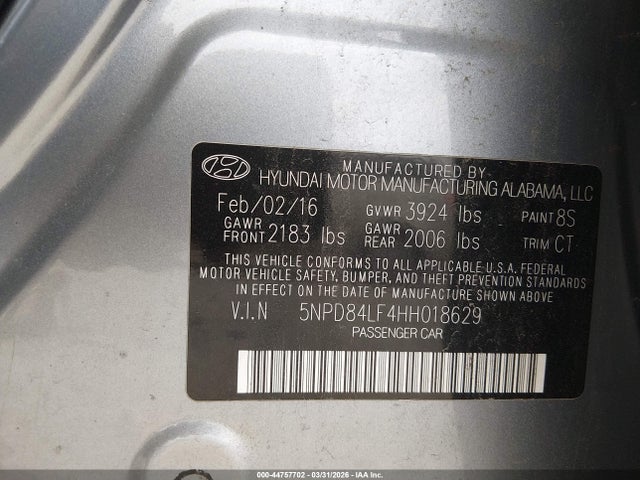 MANUFACTURED BY
HYUNDAI MOTOR MANUFACTURING ALABAMA, LLC
Feb/02/16 GVWR 3924 lbs PAINT 8S
GAWR FRONT 2183 lbs GAWR REAR 2006 lbs TRIM CT
THIS VEHICLE CONFORMS TO ALL APPLICABLE U.S.A. FEDERAL
MOTOR VEHICLE SAFETY, BUMPER, AND THEFT PREVENTION STANDARDS
IN EFFECT ON THE DATE OF MANUFACTURE SHOWN ABOVE.
V.I.N 5NPD84LF4HH018629
PASSENGER CAR
000-44757702 - 03/31/2026 - IAAI.COM